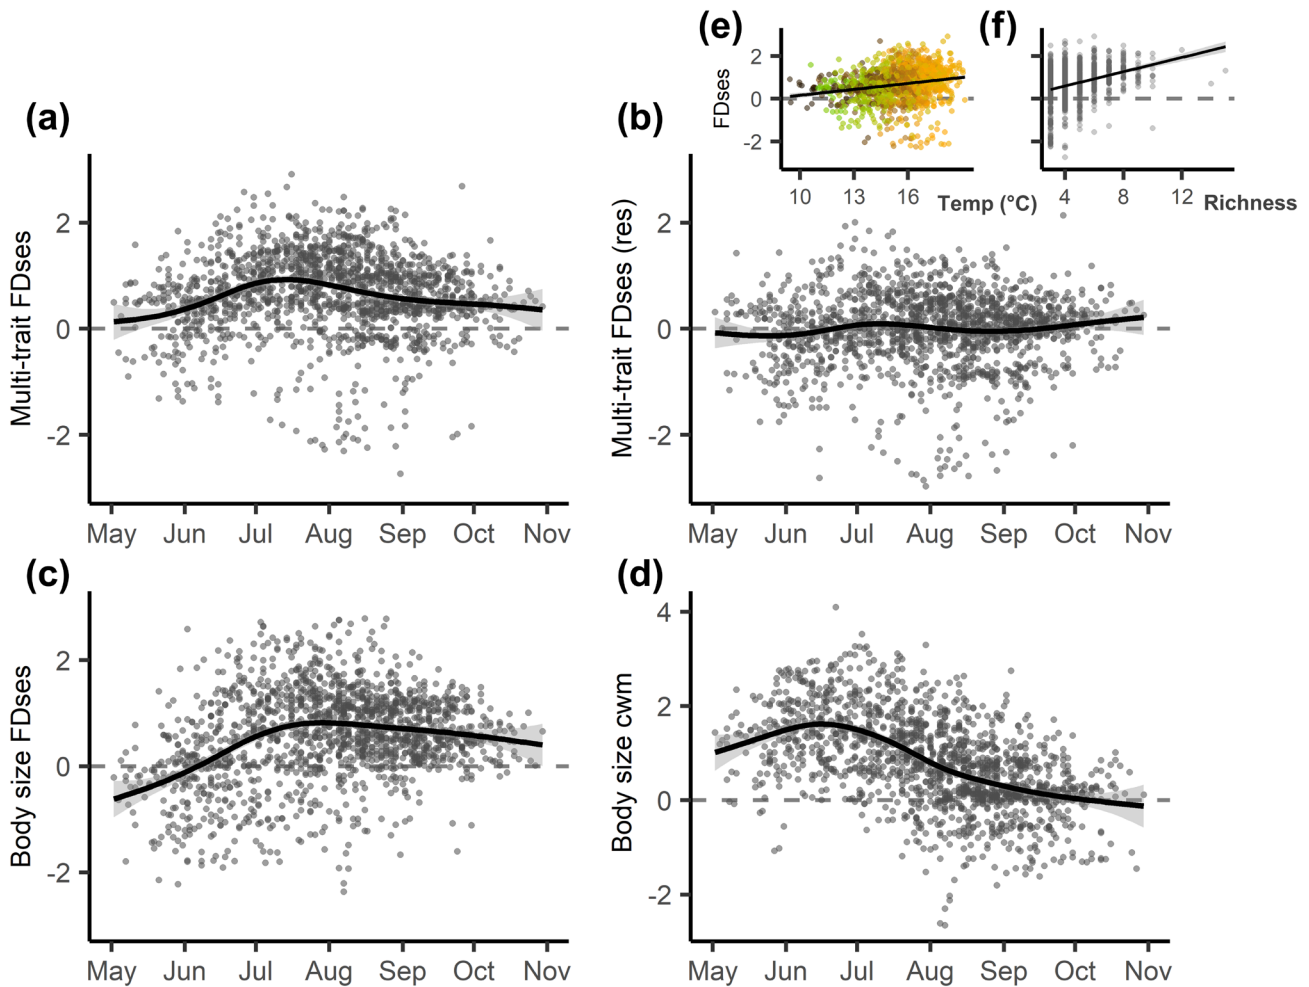 (e)
FDses
2
0
-2
10 13 16
Temp (°C)
(f)
4 8 12
Richness
(a)
Multi-trait FDses
2
0
-2
May Jun Jul Aug Sep Oct Nov
(b)
Multi-trait FDses (res)
2
0
-2
May Jun Jul Aug Sep Oct Nov
(c)
Body size FDses
2
0
-2
May Jun Jul Aug Sep Oct Nov
(d)
Body size cwm
4
2
0
-2
May Jun Jul Aug Sep Oct Nov